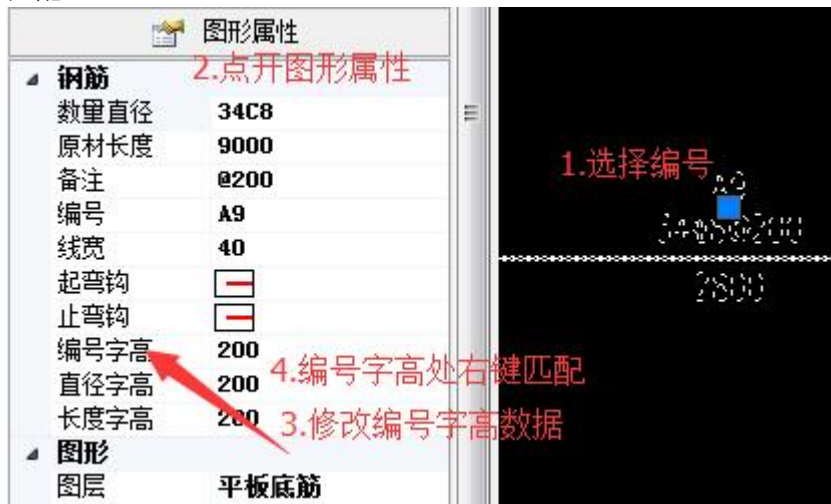 图形属性
2.点开图形属性
钢筋
数量直径 34C8
原材长度 9000
备注 @200
编号 A9
线宽 40
起弯钩
止弯钩
编号字高 200
直径字高 200
长度字高 200
图形
图层 平板底筋
1.选择编号
A9
2800
4.编号字高处右键匹配
3.修改编号字高数据